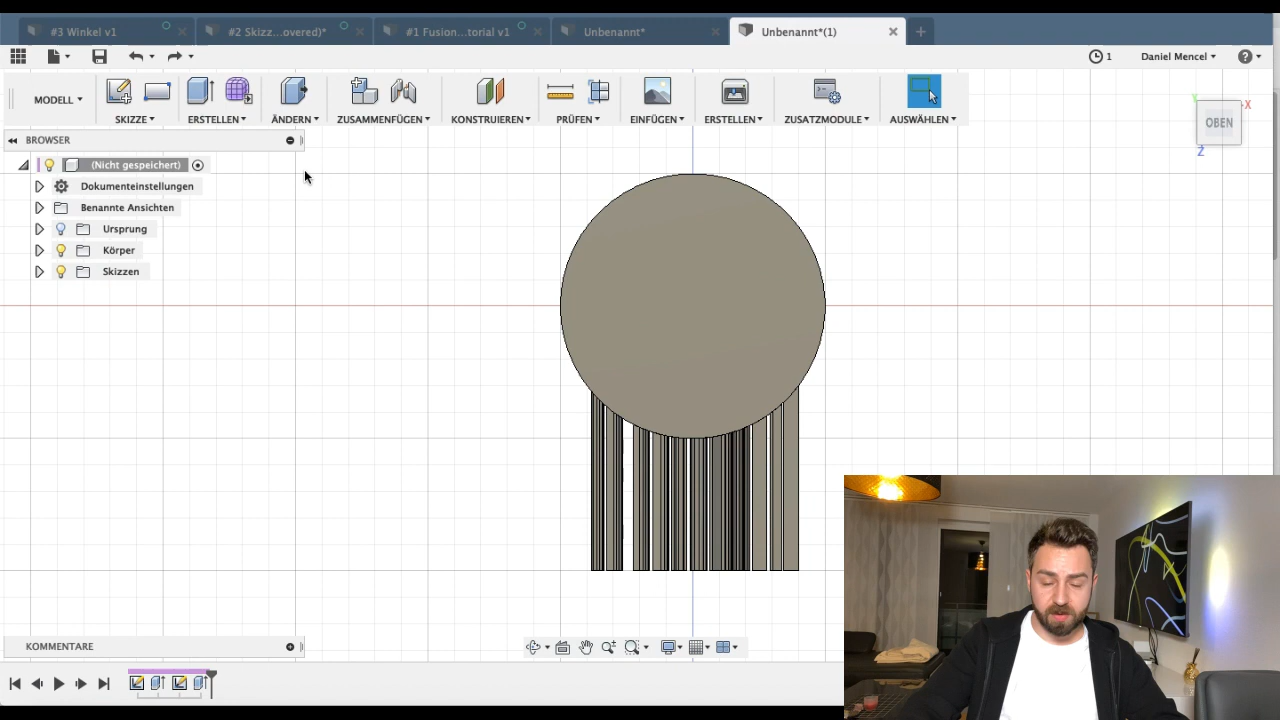 #3 Winkel v1
#2 Skizz...overed)*
#1 Fusion...torial v1
Unbenannt*
Unbenannt*(1)
1
Daniel Mencel
MODELL
SKIZZE
ERSTELLEN
ÄNDERN
ZUSAMMENFÜGEN
KONSTRUIEREN
PRÜFEN
EINFÜGEN
ERSTELLEN
ZUSATZMODULE
AUSWÄHLEN
BROWSER
(Nicht gespeichert)
Dokumenteinstellungen
Benannte Ansichten
Ursprung
Körper
Skizzen
Y
X
OBEN
Z
KOMMENTARE